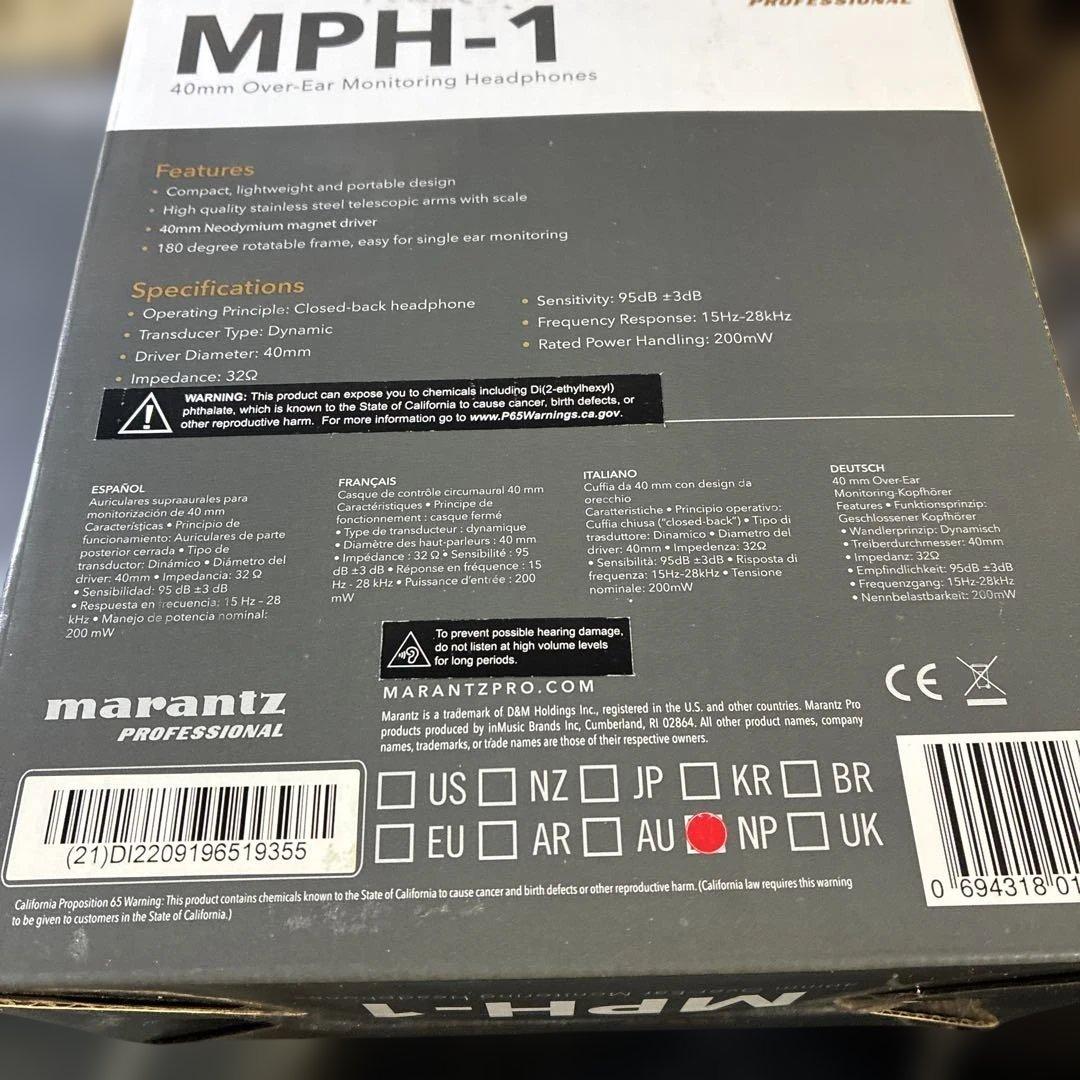 PROFESSIONAL
MPH-1
40mm Over-Ear Monitoring Headphones
Features
• Compact, lightweight and portable design
• High quality stainless steel telescopic arms with scale
• 40mm Neodymium magnet driver
• 180 degree rotatable frame, easy for single ear monitoring
Specifications
• Operating Principle: Closed-back headphone
• Transducer Type: Dynamic
• Driver Diameter: 40mm
• Impedance: 32Ω
• Sensitivity: 95dB ±3dB
• Frequency Response: 15Hz-28kHz
• Rated Power Handling: 200mW
WARNING: This product can expose you to chemicals including Di(2-ethylhexyl)
phthalate, which is known to the State of California to cause cancer, birth defects, or
other reproductive harm. For more information go to www.P65Warnings.ca.gov.
ESPAÑOL
Auriculares supraaurales para
monitorización de 40 mm
Características • Principio de
funcionamiento: Auriculares de parte
posterior cerrada • Tipo de
transductor: Dinámico • Diámetro del
driver: 40mm • Impedancia: 32 Ω
• Sensibilidad: 95 dB ±3 dB
• Respuesta en frecuencia: 15 Hz – 28
kHz • Manejo de potencia nominal:
200 mW
FRANÇAIS
Casque de contrôle circumaural 40 mm
Caractéristiques • Principe de
fonctionnement : casque fermé
• Type de transducteur : dynamique
• Diamètre des haut-parleurs : 40 mm
• Impédance : 32 Ω • Sensibilité : 95
dB ±3 dB • Réponse en fréquence : 15
Hz - 28 kHz • Puissance d'entrée : 200
mW
ITALIANO
Cuffia da 40 mm con design da
orecchio
Caratteristiche • Principio operativo:
Cuffia chiusa ("closed-back") • Tipo di
trasduttore: Dinamico • Diametro del
driver: 40mm • Impedenza: 32Ω
• Sensibilità: 95dB ±3dB • Risposta di
frequenza: 15Hz-28kHz • Tensione
nominale: 200mW
DEUTSCH
40 mm Over-Ear
Monitoring-Kopfhörer
Features • Funktionsprinzip:
Geschlossener Kopfhörer
• Wandlerprinzip: Dynamisch
• Treiberdurchmesser: 40mm
• Impedanz: 32Ω
• Empfindlichkeit: 95dB ±3dB
• Frequenzgang: 15Hz-28kHz
• Nennbelastbarkeit: 200mW
To prevent possible hearing damage,
do not listen at high volume levels
for long periods.
MARANTZPRO.COM
CE
marantz
PROFESSIONAL
Marantz is a trademark of D&M Holdings Inc., registered in the U.S. and other countries. Marantz Pro
products produced by inMusic Brands Inc, Cumberland, RI 02864. All other product names, company
names, trademarks, or trade names are those of their respective owners.
US NZ JP KR BR
EU AR AU NP UK
(21)DI2209196519355
0 694318 01
California Proposition 65 Warning: This product contains chemicals known to the State of California to cause cancer and birth defects or other reproductive harm. (California law requires this warning
to be given to customers in the State of California.)
MPH-1